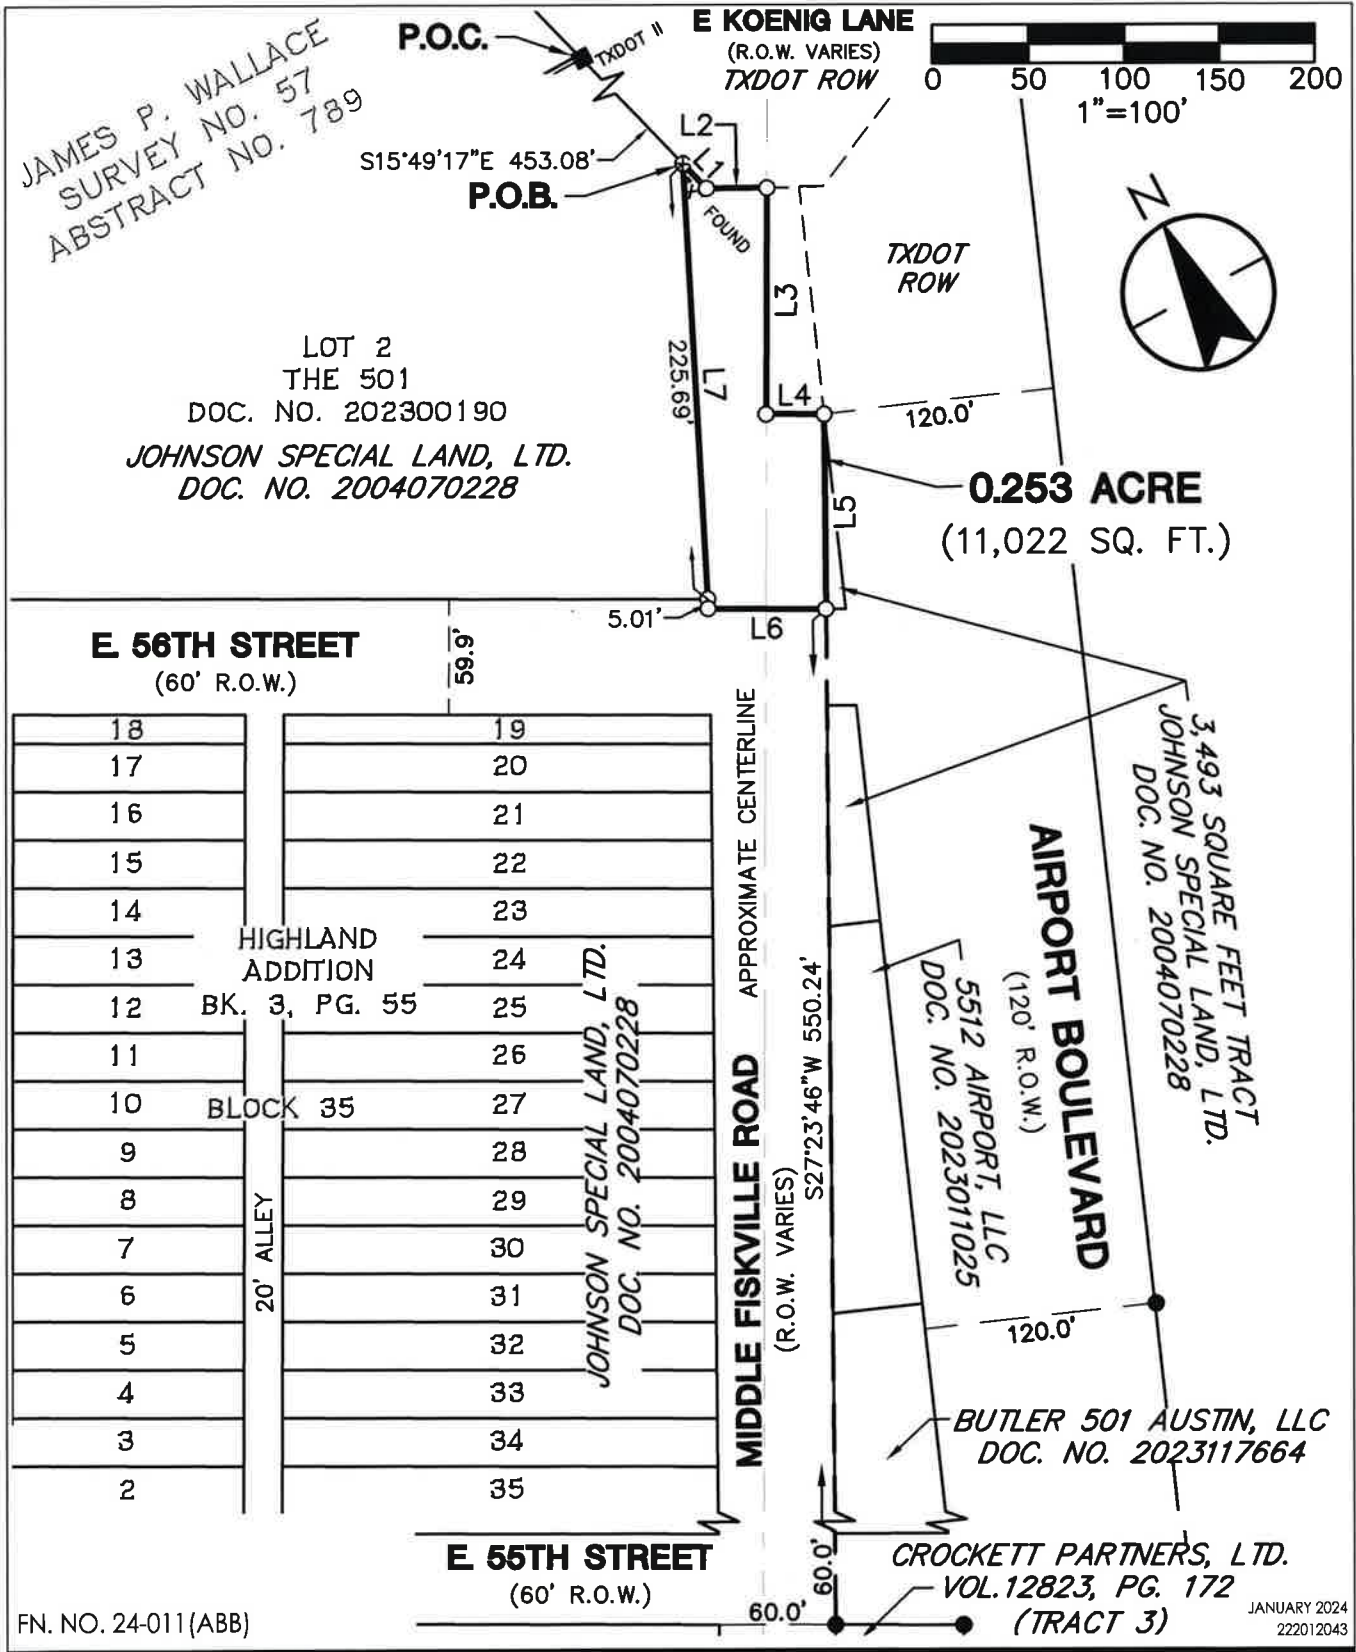 JAMES P. WALLACE
SURVEY NO. 57
ABSTRACT NO. 789
P.O.C.
TXDOT II
E KOENIG LANE
(R.O.W. VARIES)
TXDOT ROW
0 50 100 150 200
1"=100'
S15°49'17"E 453.08'
P.O.B.
L1
L2
FOUND
L3
TXDOT
ROW
N
LOT 2
THE 501
DOC. NO. 202300190
JOHNSON SPECIAL LAND, LTD.
DOC. NO. 2004070228
L7
225.69'
L4
120.0'
0.253 ACRE
(11,022 SQ. FT.)
L5
5.01'
L6
E. 56TH STREET
(60' R.O.W.)
59.9'
18
17
16
15
14
13
12
11
10
9
8
7
6
5
4
3
2
20' ALLEY
HIGHLAND
ADDITION
BK. 3, PG. 55
BLOCK 35
19
20
21
22
23
24
25
26
27
28
29
30
31
32
33
34
35
JOHNSON SPECIAL LAND, LTD.
DOC. NO. 2004070228
MIDDLE FISKVILLE ROAD
APPROXIMATE CENTERLINE
(R.O.W. VARIES)
S27°23'46"W 550.24'
5512 AIRPORT, LLC
DOC. NO. 2023011025
AIRPORT BOULEVARD
(120' R.O.W.)
3,493 SQUARE FEET TRACT
JOHNSON SPECIAL LAND, LTD.
DOC. NO. 2004070228
120.0'
BUTLER 501 AUSTIN, LLC
DOC. NO. 2023117664
E. 55TH STREET
(60' R.O.W.)
60.0'
60.0'
CROCKETT PARTNERS, LTD.
VOL.12823, PG. 172
(TRACT 3)
FN. NO. 24-011(ABB)
JANUARY 2024
222012043